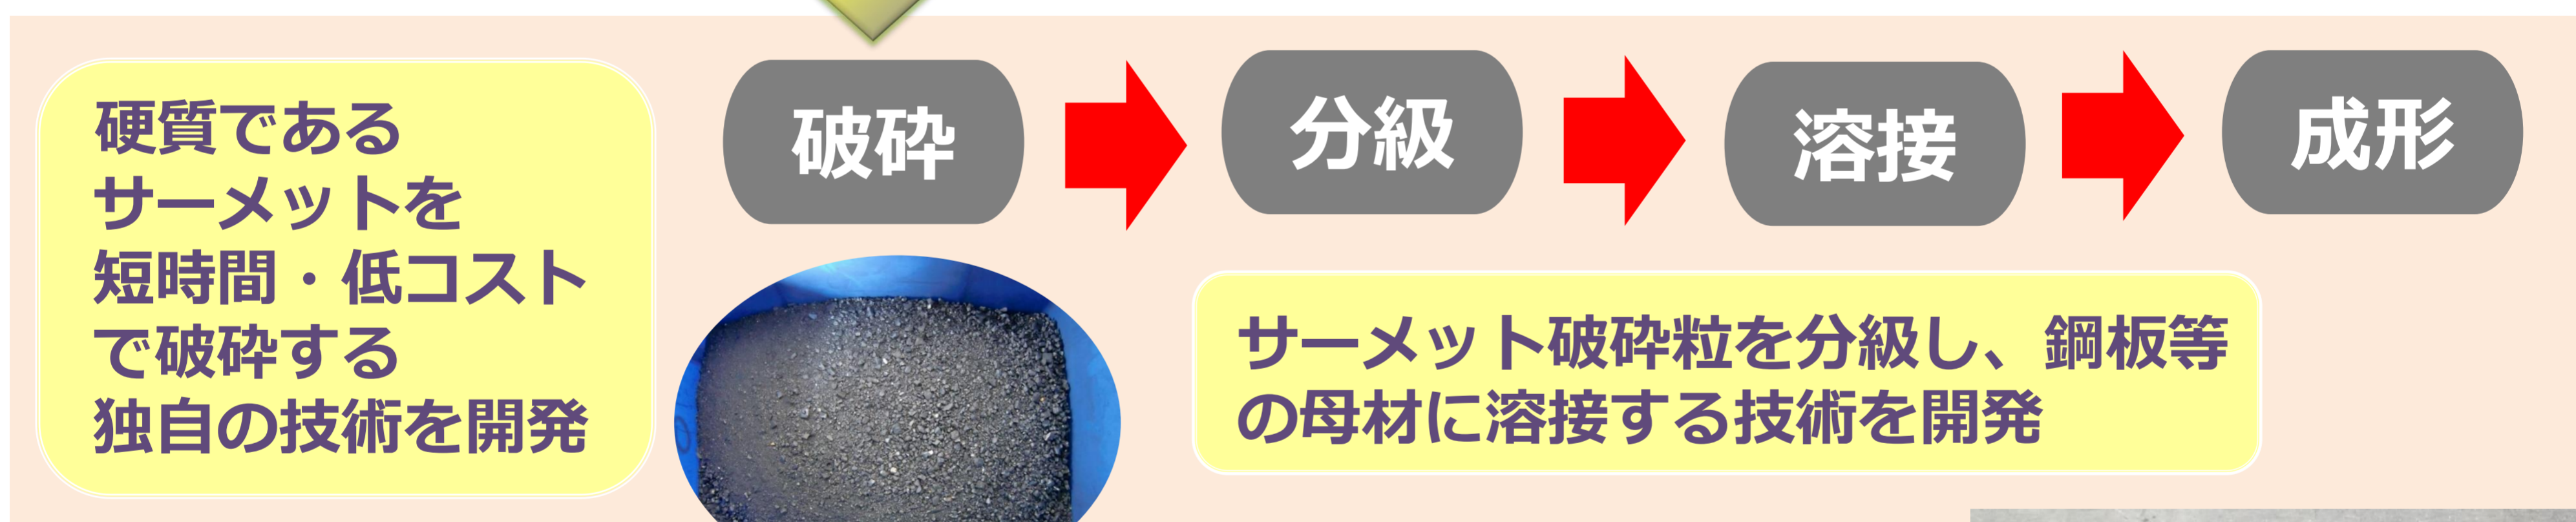 硬質である
サーメットを
短時間・低コスト
で破砕する
独自の技術を開発
破砕
分級
溶接
成形
サーメット破砕粒を分級し、鋼板等
の母材に溶接する技術を開発